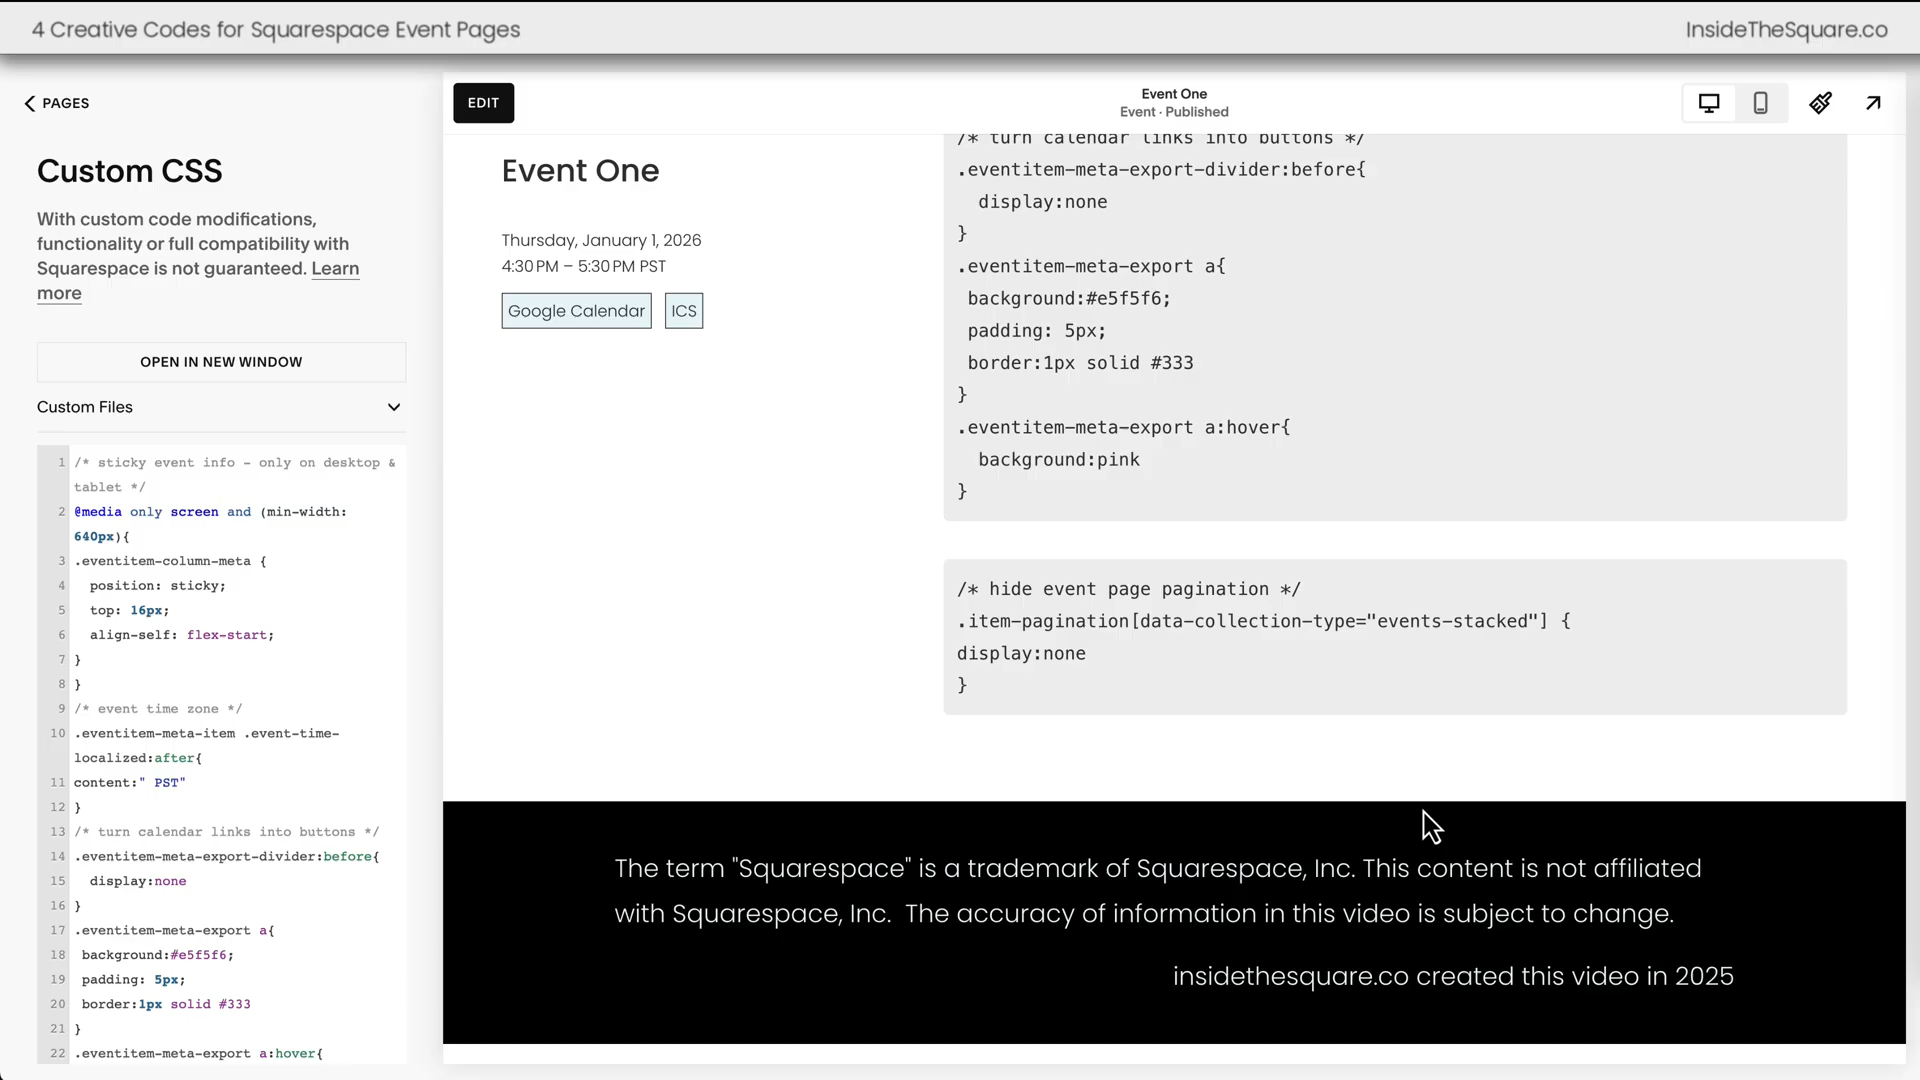 4 Creative Codes for Squarespace Event Pages
InsideTheSquare.co
PAGES
Custom CSS
With custom code modifications,
functionality or full compatibility with
Squarespace is not guaranteed. Learn
more
OPEN IN NEW WINDOW
Custom Files
1 /* sticky event info - only on desktop &
tablet */
2 @media only screen and (min-width:
640px){
3 .eventitem-column-meta {
4 position: sticky;
5 top: 16px;
6 align-self: flex-start;
7 }
8 }
9 /* event time zone */
10 .eventitem-meta-item .event-time-
localized:after{
11 content:" PST"
12 }
13 /* turn calendar links into buttons */
14 .eventitem-meta-export-divider:before{
15 display:none
16 }
17 .eventitem-meta-export a{
18 background:#e5f5f6;
19 padding: 5px;
20 border:1px solid #333
21 }
22 .eventitem-meta-export a:hover{
EDIT
Event One
Event · Published
Event One
Thursday, January 1, 2026
4:30 PM – 5:30 PM PST
Google Calendar
ICS
/* turn calendar links into buttons */
.eventitem-meta-export-divider:before{
display:none
}
.eventitem-meta-export a{
background:#e5f5f6;
padding: 5px;
border:1px solid #333
}
.eventitem-meta-export a:hover{
background:pink
}
/* hide event page pagination */
.item-pagination[data-collection-type="events-stacked"] {
display:none
}
The term "Squarespace" is a trademark of Squarespace, Inc. This content is not affiliated
with Squarespace, Inc. The accuracy of information in this video is subject to change.
insidethesquare.co created this video in 2025